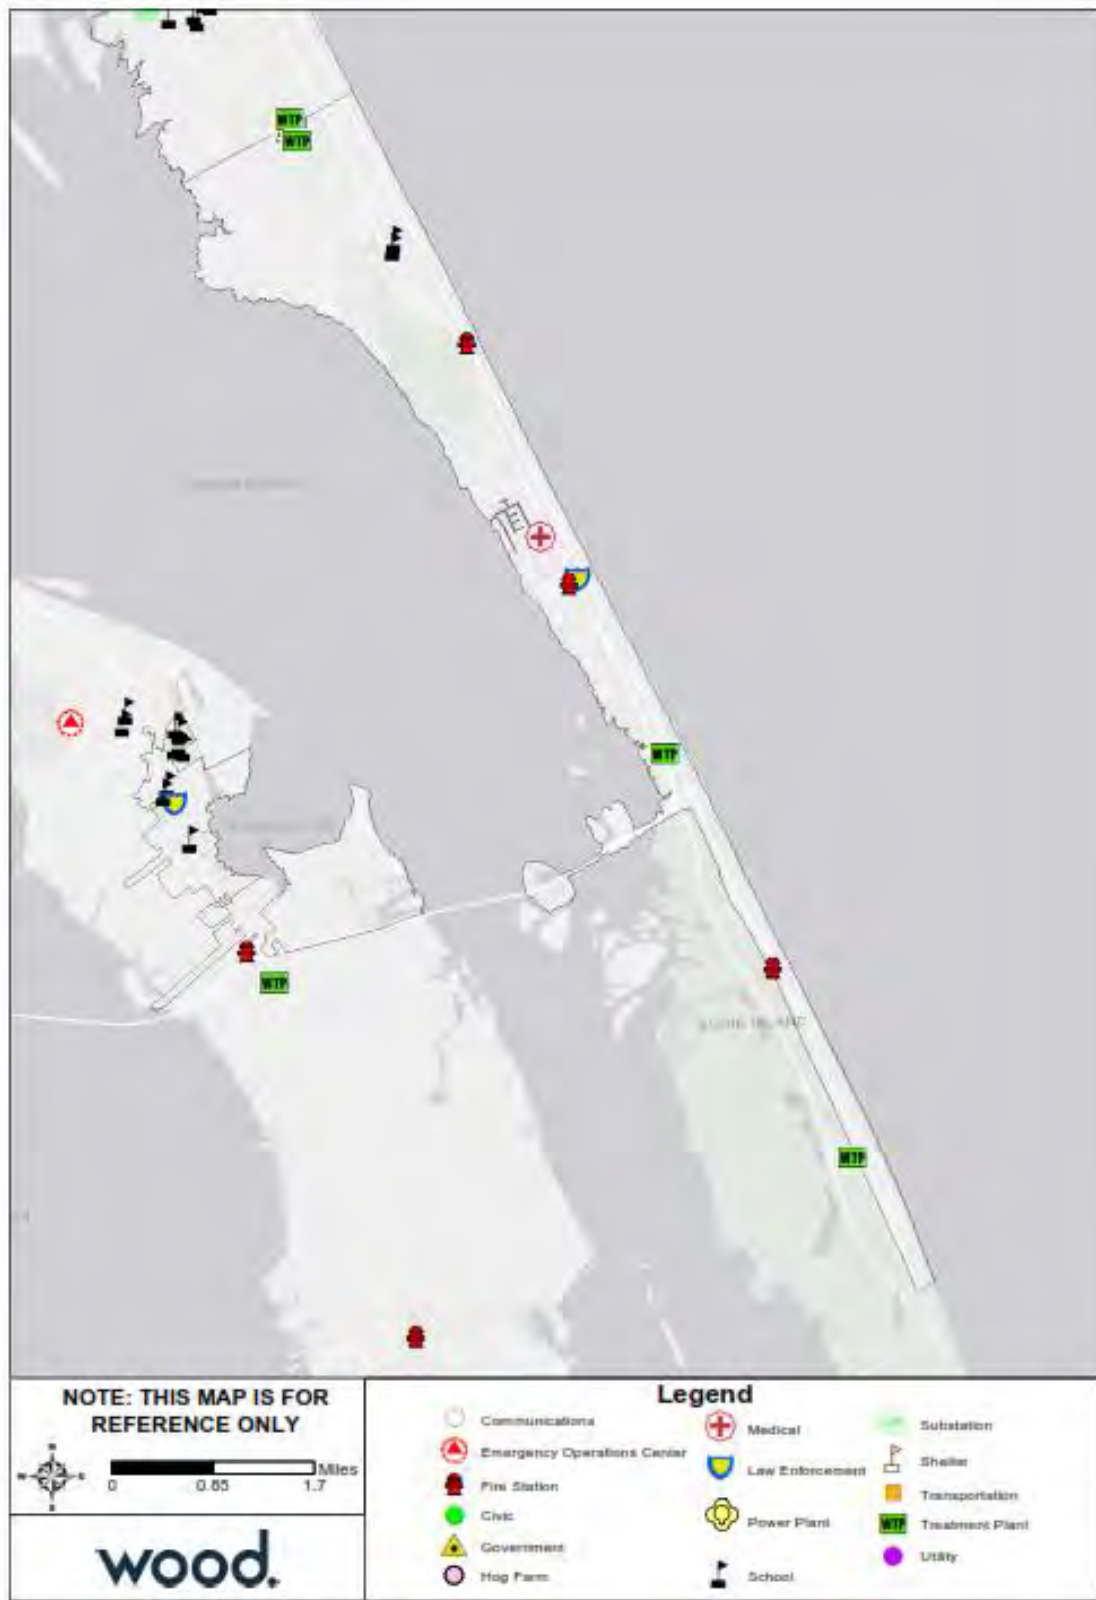 WTP
WTP
WTP
WTP
WTP
NOTE: THIS MAP IS FOR
REFERENCE ONLY
Miles
0 0.85 1.7
wood.
Legend
Communications
Emergency Operations Center
Fire Station
Civic
Government
Hog Farm
Medical
Law Enforcement
Power Plant
School
Substation
Shelter
Transportation
WTP Treatment Plant
Utility